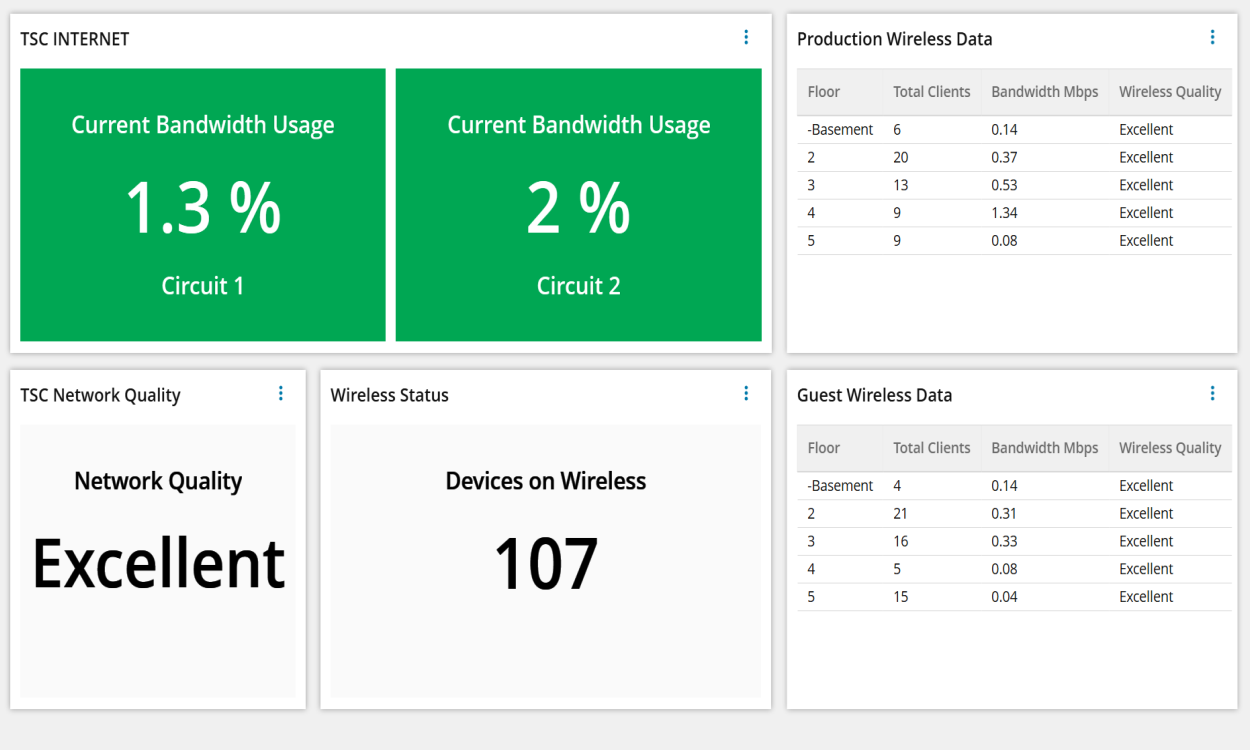 TSC INTERNET
Current Bandwidth Usage
1.3 %
Circuit 1
Current Bandwidth Usage
2 %
Circuit 2
Production Wireless Data
Floor Total Clients Bandwidth Mbps Wireless Quality
-Basement 6 0.14 Excellent
2 20 0.37 Excellent
3 13 0.53 Excellent
4 9 1.34 Excellent
5 9 0.08 Excellent
TSC Network Quality
Network Quality
Excellent
Wireless Status
Devices on Wireless
107
Guest Wireless Data
Floor Total Clients Bandwidth Mbps Wireless Quality
-Basement 4 0.14 Excellent
2 21 0.31 Excellent
3 16 0.33 Excellent
4 5 0.08 Excellent
5 15 0.04 Excellent